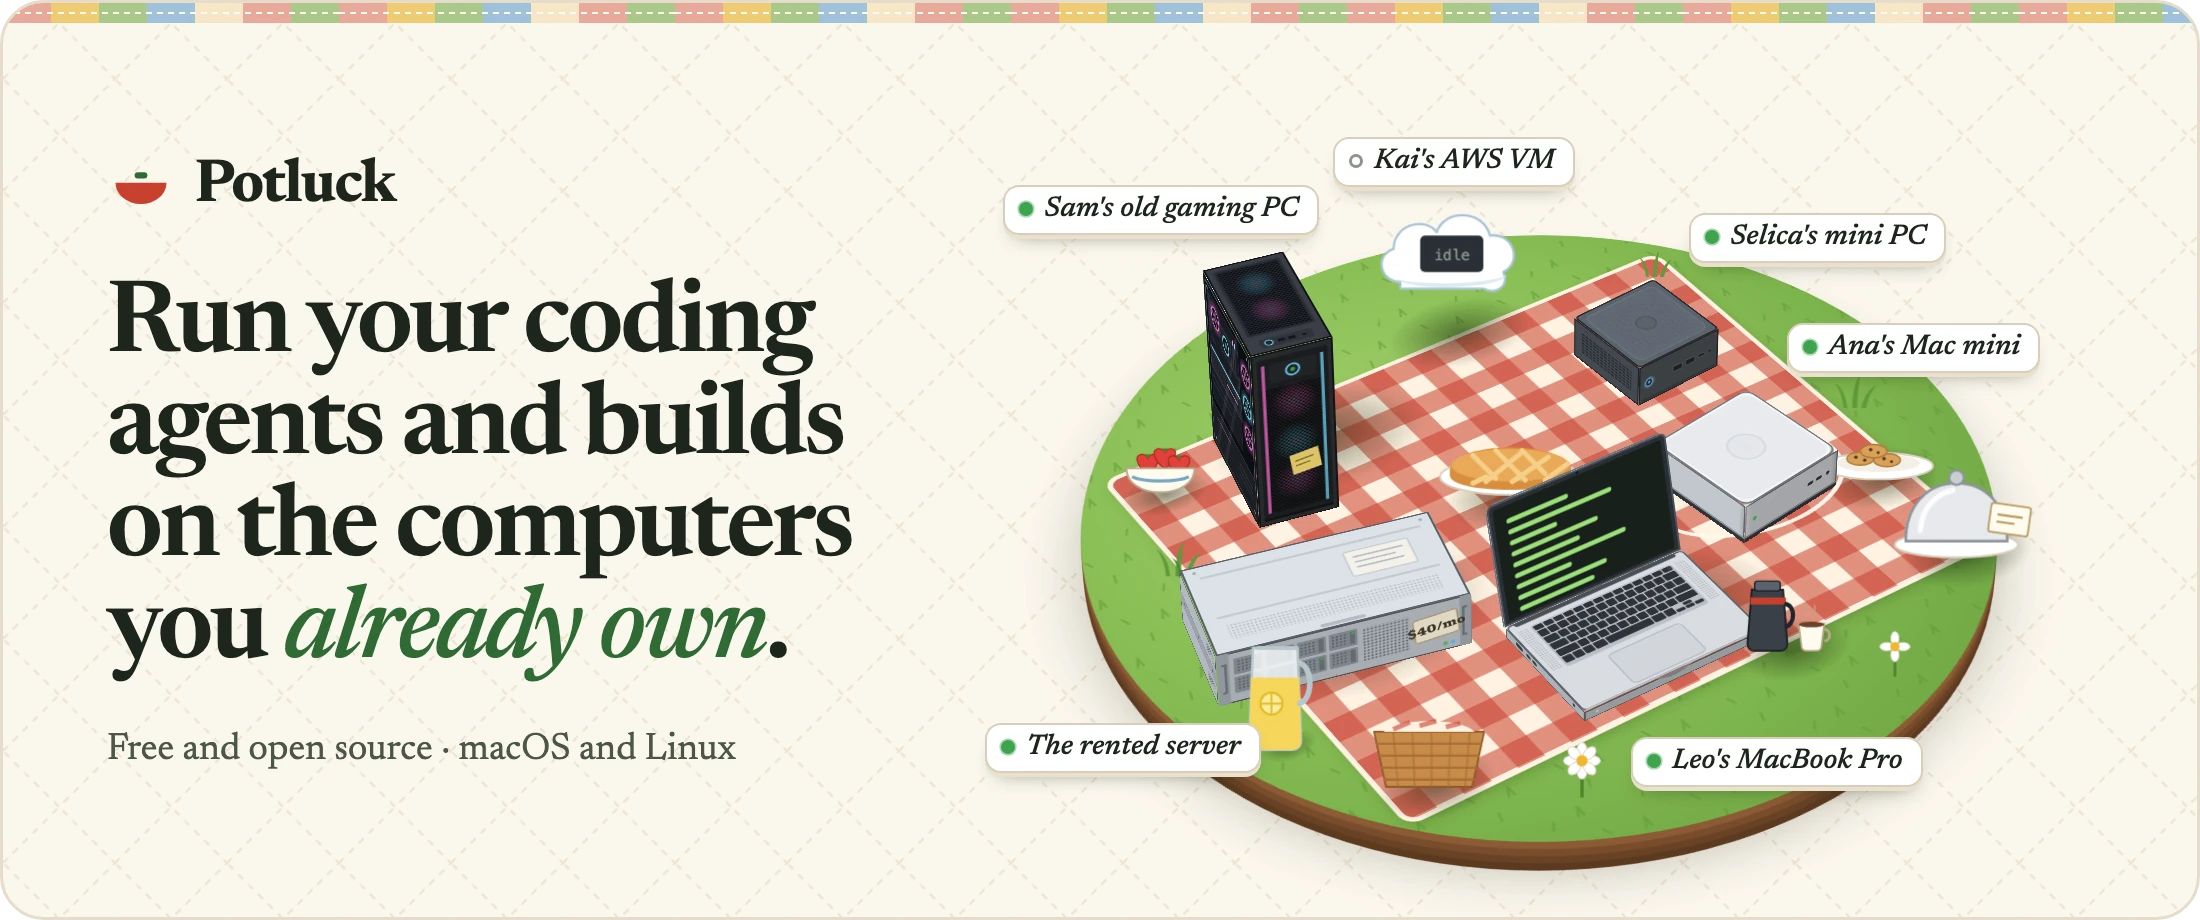 Potluck
Run your coding
agents and builds
on the computers
you already own.
Free and open source · macOS and Linux
Kai's AWS VM
Sam's old gaming PC
Selica's mini PC
idle
Ana's Mac mini
$40/mo
The rented server
Leo's MacBook Pro